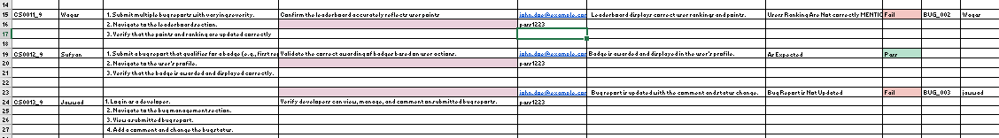 14
15 CS0011_9 Waqar 1. Submit multiple bug reports with varying severity. Confirm the leaderboard accurately reflects user points john.doe@example.com Leaderboard displays correct user rankings and points. Users Ranking Are Not correctly MENTIO Fail BUG_002 Waqar
16 2. Navigate to the leaderboard section. pass1223
17 3. Verify that the points and ranking are updated correctly
18
19 CS0012_9 Sufyan 1. Submit a bug report that qualifies for a badge (e.g., first rep Validate the correct awarding of badges based on user actions. john.doe@example.com Badge is awarded and displayed in the user's profile. As Expected Pass
20 2. Navigate to the user's profile. pass1223
21 3. Verify that the badge is awarded and displayed correctly.
22
23 john.doe@example.com Bug report is updated with the comment and status change. Bug Report is Not Updated Fail BUG_003 jawwad
24 CS0013_9 Jawwad 1. Log in as a developer. Verify developers can view, manage, and comment on submitted bug reports. pass1223
25 2. Navigate to the bug management section.
26 3. View a submitted bug report.
27 4. Add a comment and change the bug status.